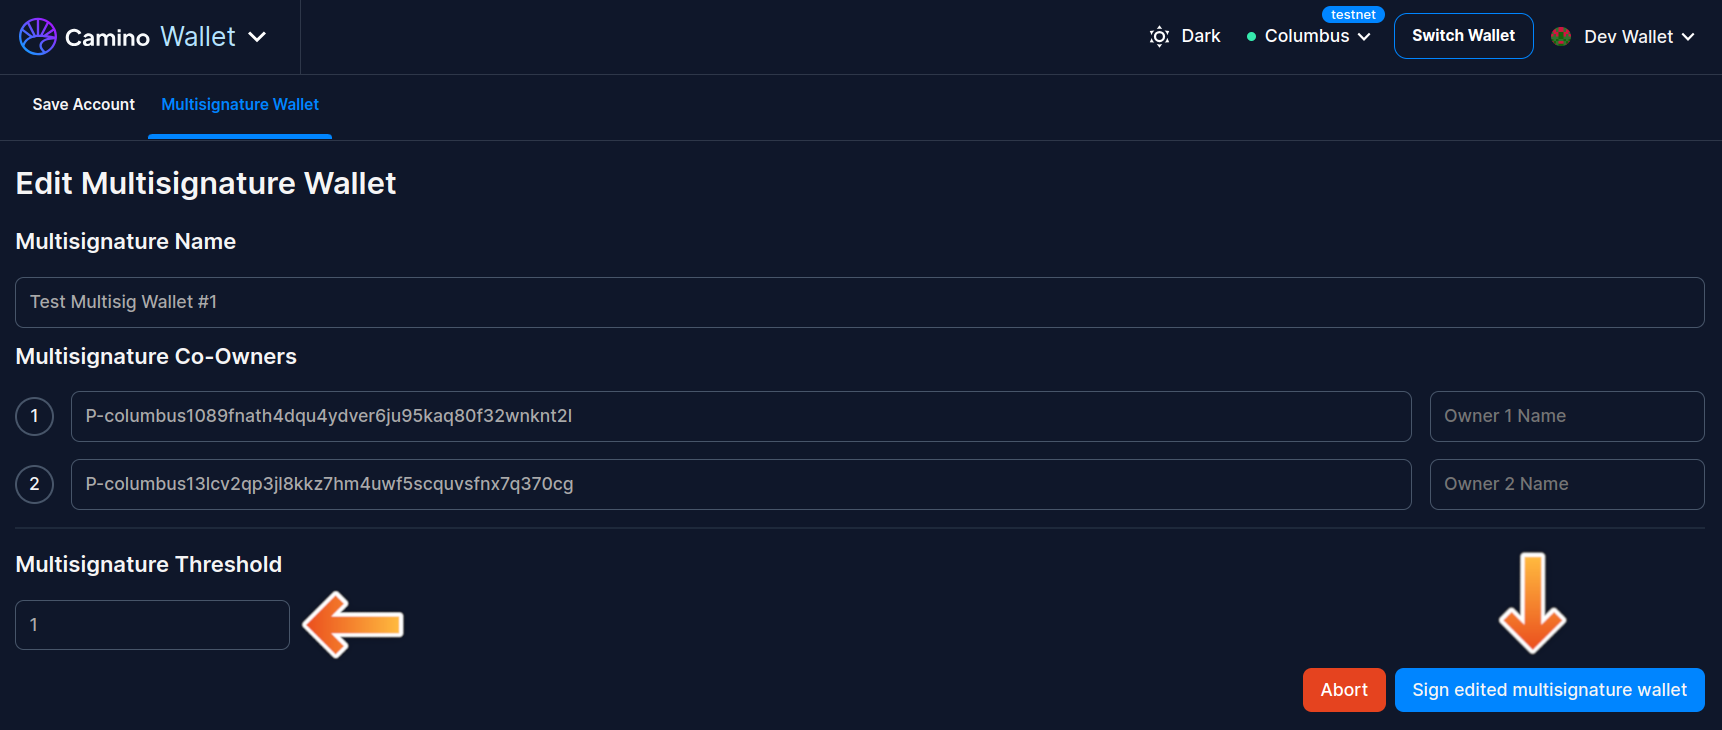 testnet
Camino Wallet Dark Columbus Switch Wallet Dev Wallet
Save Account Multisignature Wallet
Edit Multisignature Wallet
Multisignature Name
Test Multisig Wallet #1
Multisignature Co-Owners
1 P-columbus1089fnath4dqu4ydver6ju95kaq80f32wnknt2l Owner 1 Name
2 P-columbus13lcv2qp3jl8kkz7hm4uwf5scquvsfnx7q370cg Owner 2 Name
Multisignature Threshold
1
Abort Sign edited multisignature wallet